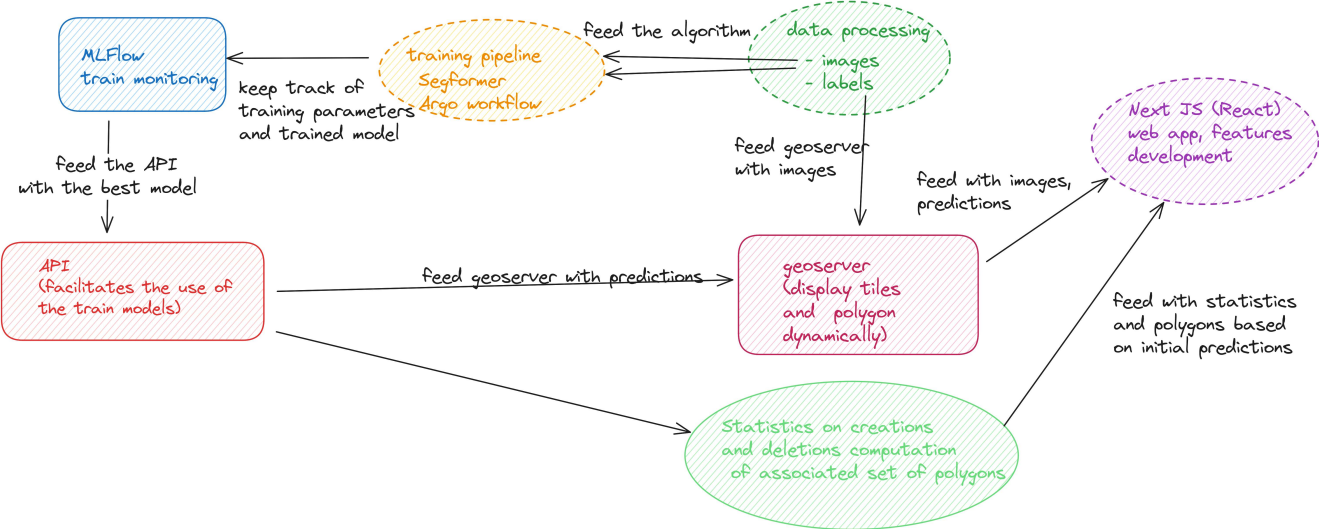 MLFlow
train monitoring
training pipeline
Segformer
Argo workflow
feed the algorithm
data processing
- images
- labels
keep track of
training parameters
and trained model
Next JS (React)
web app, features
development
feed the API
with the best model
feed geoserver
with images
feed with images,
predictions
API
(facilitates the use of
the train models)
feed geoserver with predictions
geoserver
(display tiles
and polygon
dynamically)
feed with statistics
and polygons based
on initial predictions
Statistics on creations
and deletions computation
of associated set of polygons